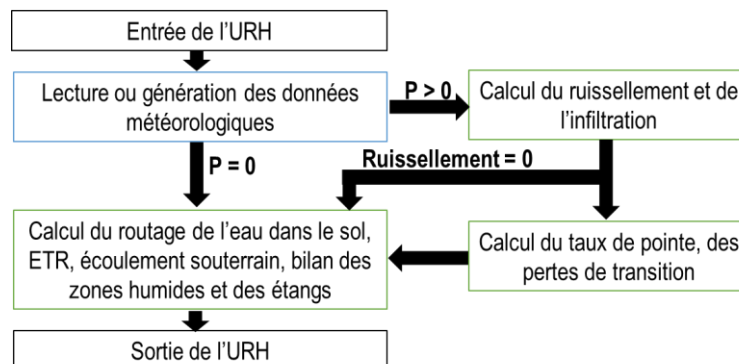 Entrée de l'URH
Lecture ou génération des données
météorologiques
P > 0
Calcul du ruissellement et de
l'infiltration
P = 0
Ruissellement = 0
Calcul du routage de l'eau dans le sol,
ETR, écoulement souterrain, bilan des
zones humides et des étangs
Calcul du taux de pointe, des
pertes de transition
Sortie de l'URH